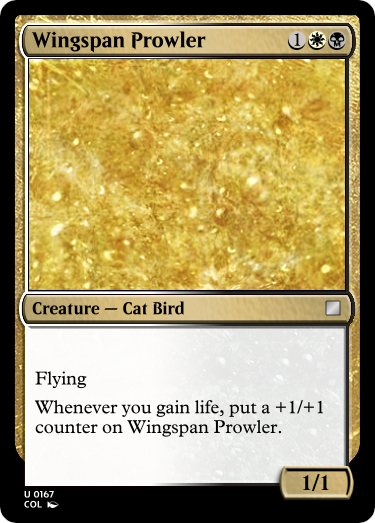 Wingspan Prowler 1
Creature — Cat Bird
Flying
Whenever you gain life, put a +1/+1
counter on Wingspan Prowler.
1/1
U 0167
COL